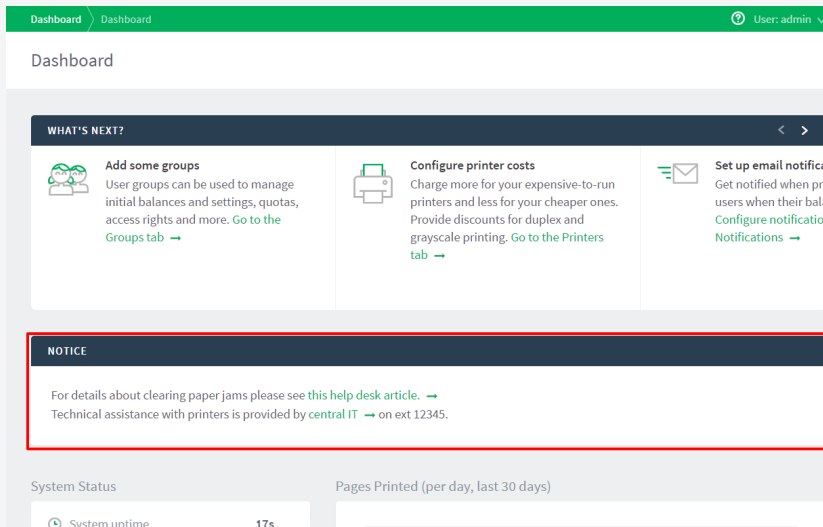 Dashboard Dashboard
User: admin
Dashboard
WHAT'S NEXT?
Add some groups
User groups can be used to manage
initial balances and settings, quotas,
access rights and more. Go to the
Groups tab →
Configure printer costs
Charge more for your expensive-to-run
printers and less for your cheaper ones.
Provide discounts for duplex and
grayscale printing. Go to the Printers
tab →
Set up email notifica
Get notified when pr
users when their bal
Configure notificatio
Notifications →
NOTICE
For details about clearing paper jams please see this help desk article. →
Technical assistance with printers is provided by central IT → on ext 12345.
System Status
Pages Printed (per day, last 30 days)
System uptime 17s